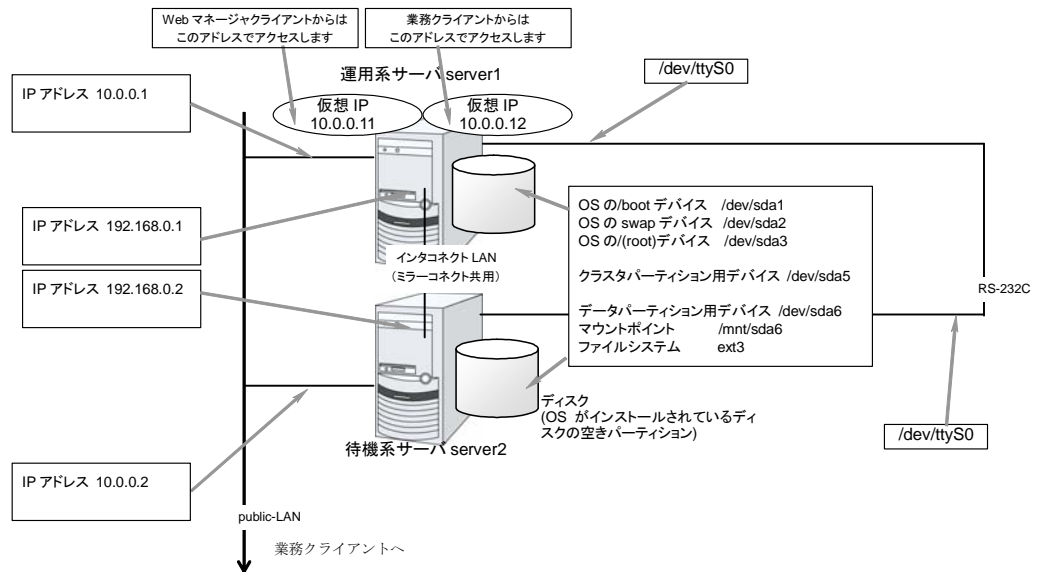 Web マネージャクライアントからは
このアドレスでアクセスします
業務クライアントからは
このアドレスでアクセスします
運用系サーバ server1
/dev/ttyS0
IP アドレス 10.0.0.1
仮想 IP
10.0.0.11
仮想 IP
10.0.0.12
IP アドレス 192.168.0.1
OS の/boot デバイス /dev/sda1
OS の swap デバイス /dev/sda2
OS の/(root)デバイス /dev/sda3
クラスタパーティション用デバイス /dev/sda5
データパーティション用デバイス /dev/sda6
マウントポイント /mnt/sda6
ファイルシステム ext3
インタコネクト LAN
(ミラーコネクト共用)
IP アドレス 192.168.0.2
RS-232C
ディスク
(OS がインストールされているディ
スクの空きパーティション)
/dev/ttyS0
待機系サーバ server2
IP アドレス 10.0.0.2
public-LAN
業務クライアントへ